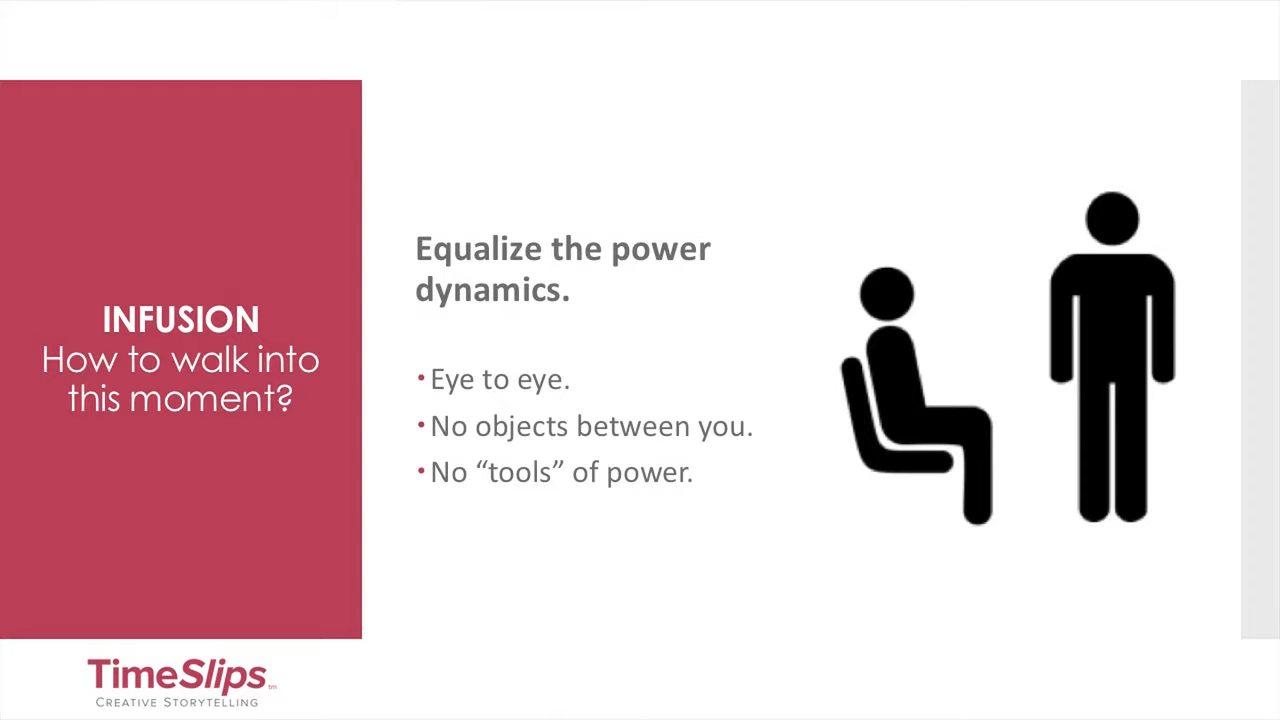 INFUSION
How to walk into
this moment?
Equalize the power
dynamics.
• Eye to eye.
• No objects between you.
• No “tools” of power.
TimeSlips tm
CREATIVE STORYTELLING